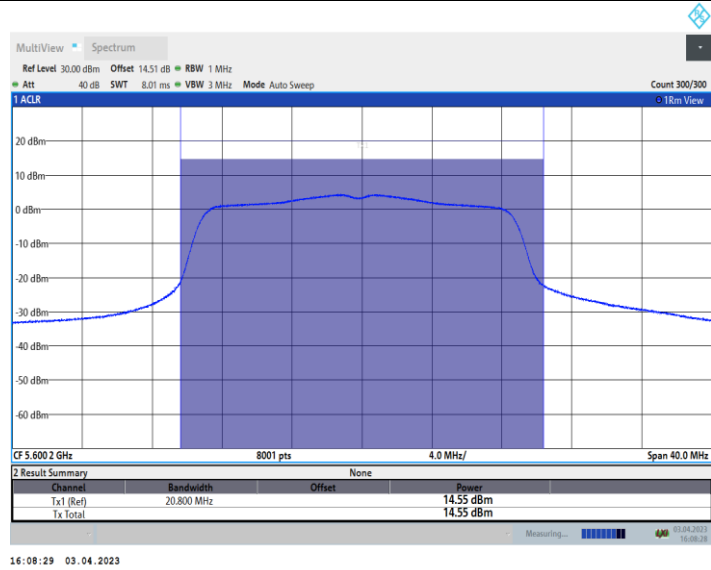 MultiView Spectrum
Ref Level 30.00 dBm Offset 14.51 dB RBW 1 MHz
Att 40 dB SWT 8.01 ms VBW 3 MHz Mode Auto Sweep Count 300/300
1 ACLR 1Rm View
20 dBm
10 dBm
0 dBm
-10 dBm
-20 dBm
-30 dBm
-40 dBm
-50 dBm
-60 dBm
CF 5.600 2 GHz 8001 pts 4.0 MHz/ Span 40.0 MHz
2 Result Summary None
Channel Bandwidth Offset Power
Tx1 (Ref) 20.800 MHz 14.55 dBm
Tx Total 14.55 dBm
Measuring... 03.04.2023
16:08:28
16:08:29 03.04.2023